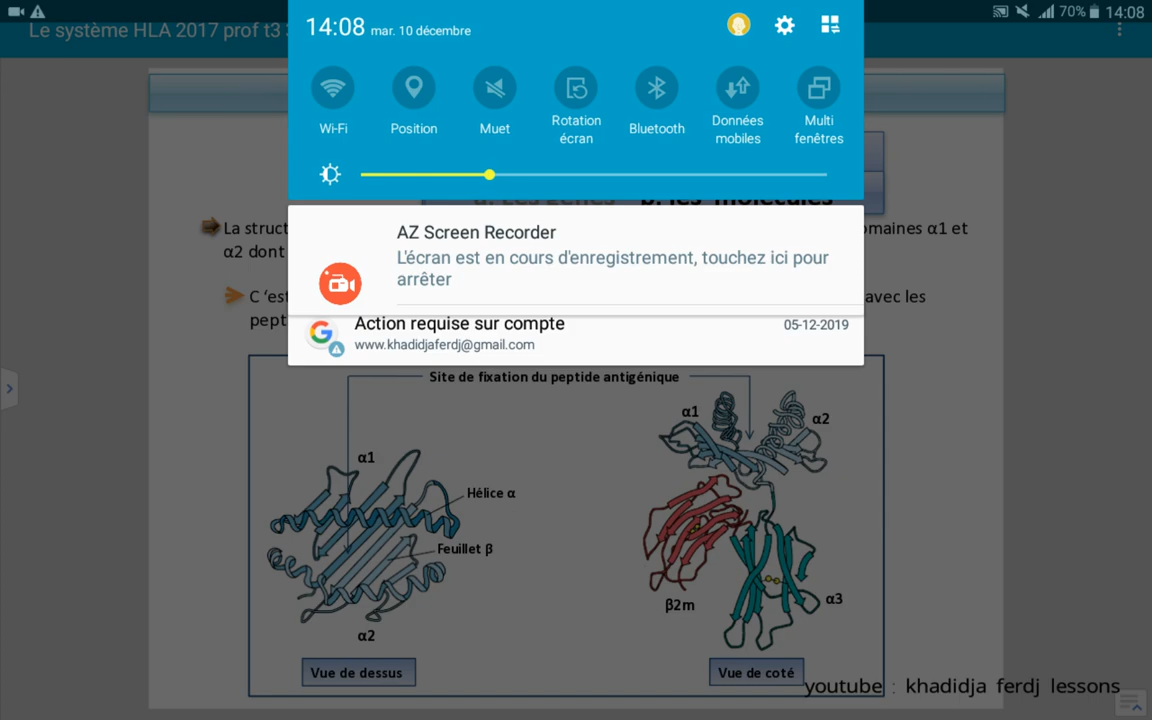 14:08 mar. 10 décembre
70% 14:08
Le système HLA 2017 prof t3
Wi-Fi
Position
Muet
Rotation
écran
Bluetooth
Données
mobiles
Multi
fenêtres
a. Les gènes b. les molécules
AZ Screen Recorder
L'écran est en cours d'enregistrement, touchez ici pour
arrêter
Action requise sur compte 05-12-2019
www.khadidjaferdj@gmail.com
La struct
omaines α1 et
α2 dont
C 'est
avec les
pept
Site de fixation du peptide antigénique
α1
α2
α1
Hélice α
Feuillet β
β2m
α3
α2
Vue de dessus
Vue de coté
youtube : khadidja ferdj lessons